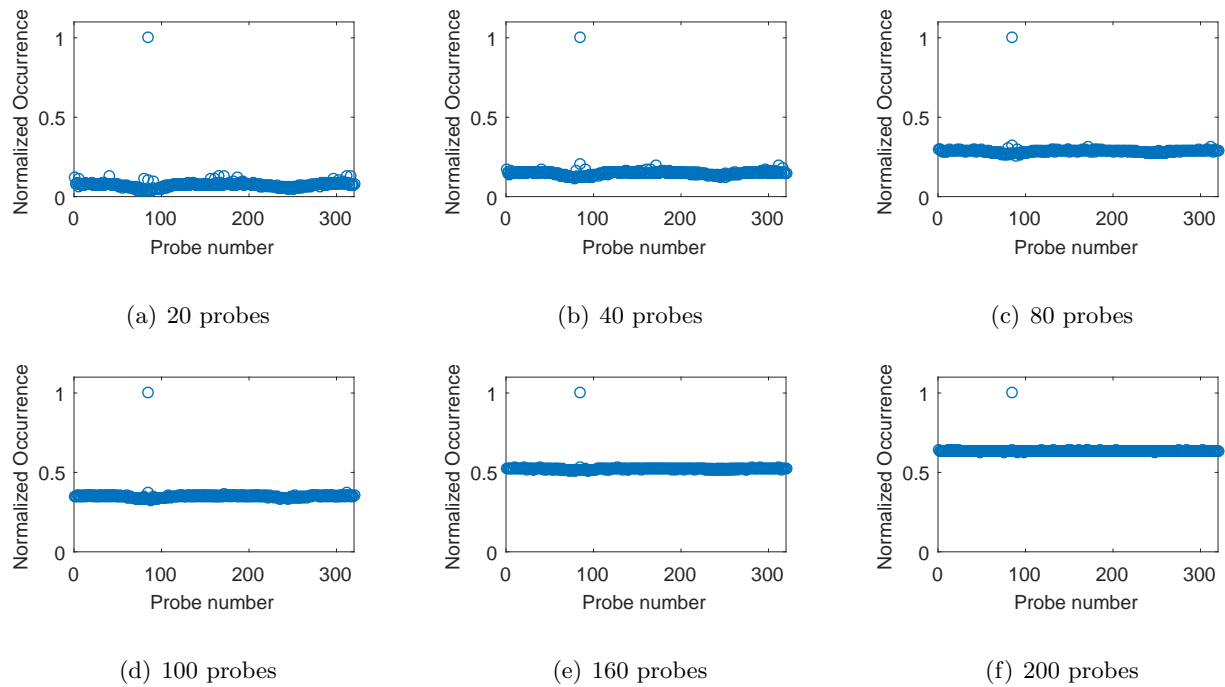 Normalized Occurrence
1
0.5
0
0 100 200 300
Probe number
(a) 20 probes
Normalized Occurrence
1
0.5
0
0 100 200 300
Probe number
(b) 40 probes
Normalized Occurrence
1
0.5
0
0 100 200 300
Probe number
(c) 80 probes
Normalized Occurrence
1
0.5
0
0 100 200 300
Probe number
(d) 100 probes
Normalized Occurrence
1
0.5
0
0 100 200 300
Probe number
(e) 160 probes
Normalized Occurrence
1
0.5
0
0 100 200 300
Probe number
(f) 200 probes